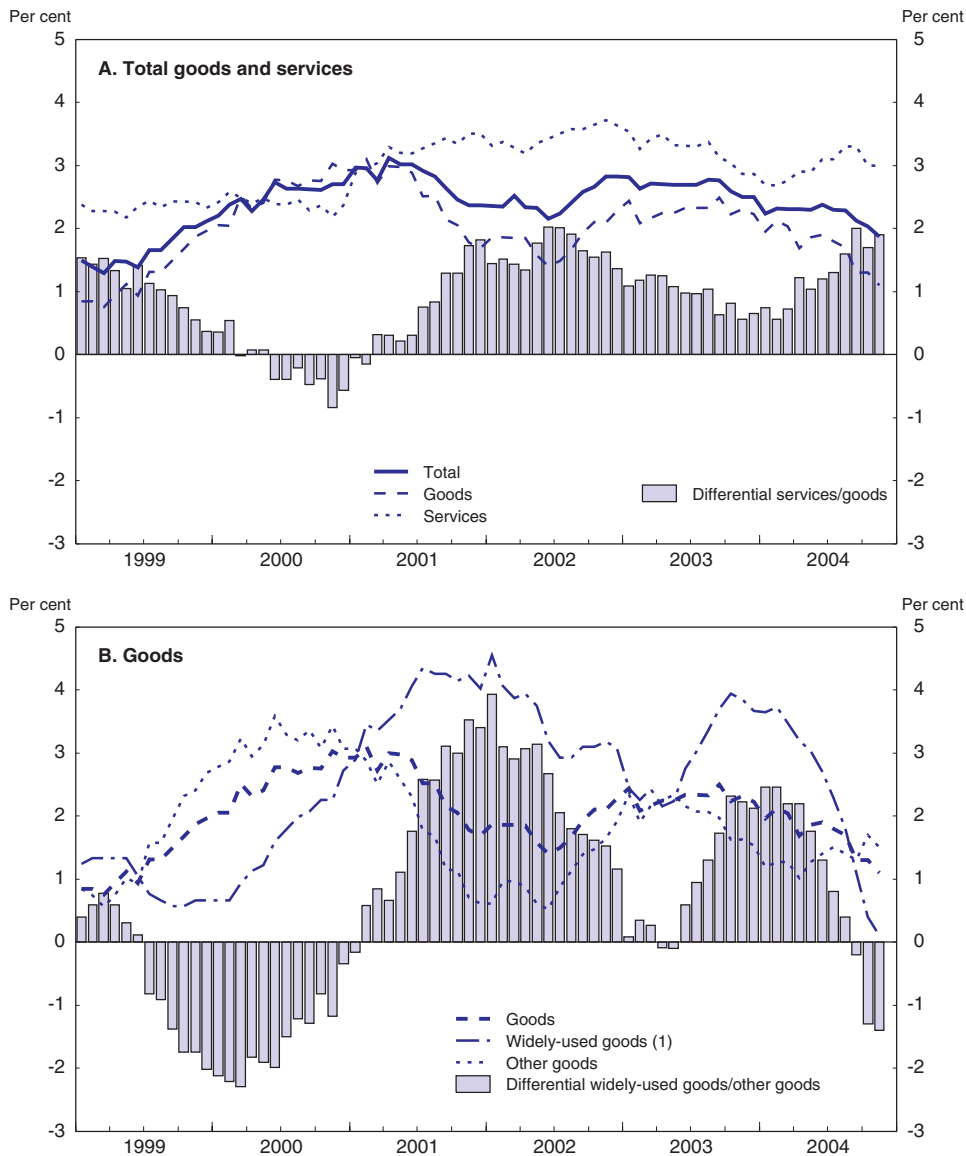 Per cent Per cent
5 5
A. Total goods and services
4 4
3 3
2 2
1 1
0 0
-1 -1
-2 -2
Total
Goods
Services
Differential services/goods
-3 -3
1999 2000 2001 2002 2003 2004
Per cent Per cent
5 5
B. Goods
4 4
3 3
2 2
1 1
0 0
-1 -1
-2 -2
Goods
Widely-used goods (1)
Other goods
Differential widely-used goods/other goods
-3 -3
1999 2000 2001 2002 2003 2004